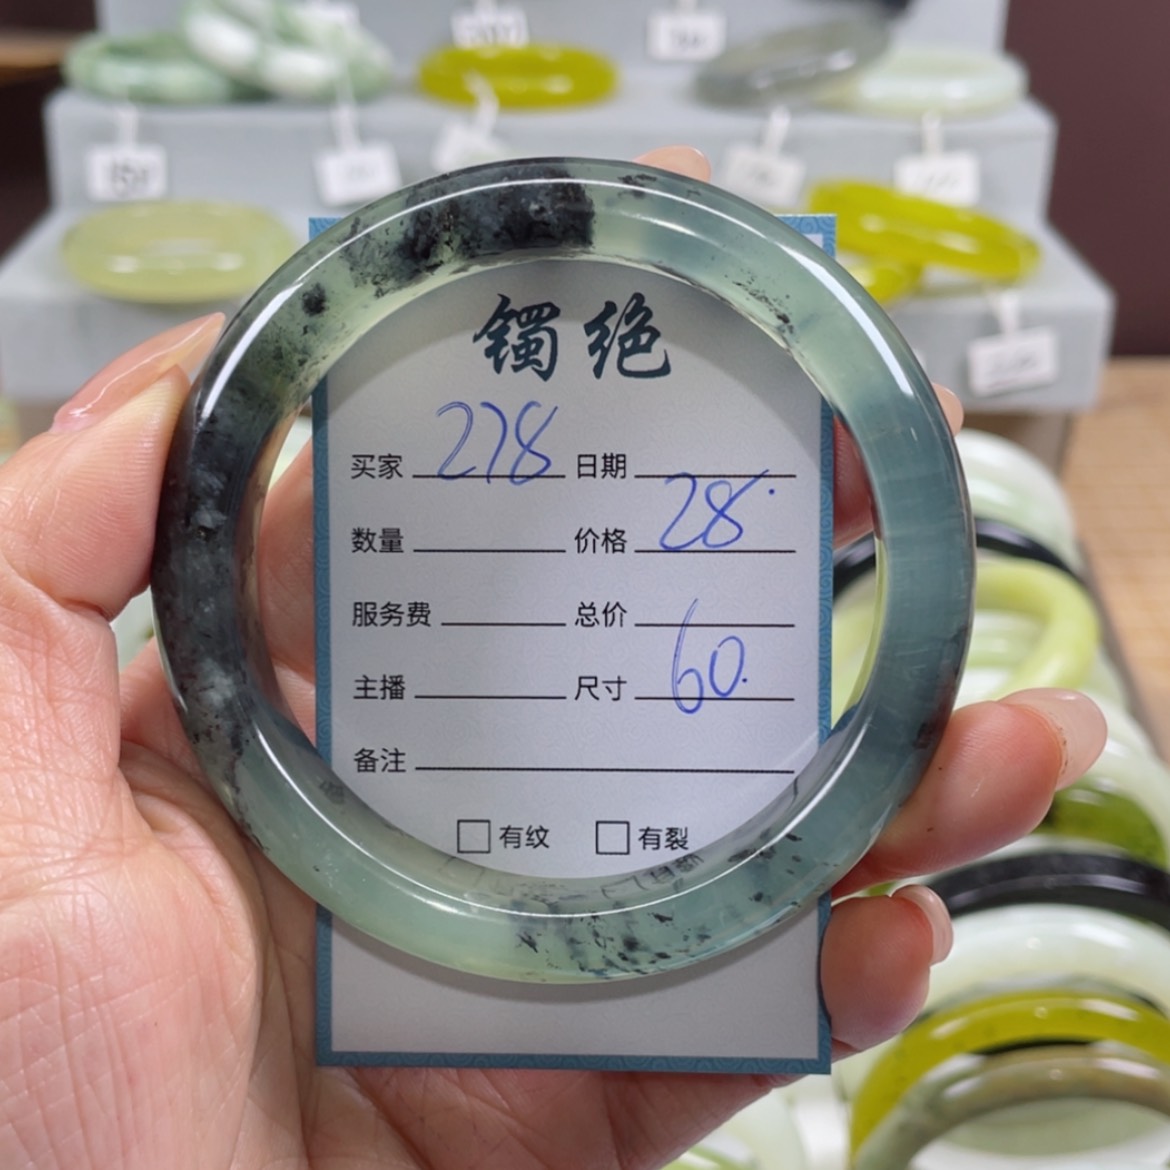 镯绝
买家 278 日期
数量 价格 28.
服务费 总价
主播 尺寸 60.
备注
□ 有纹 □ 有裂